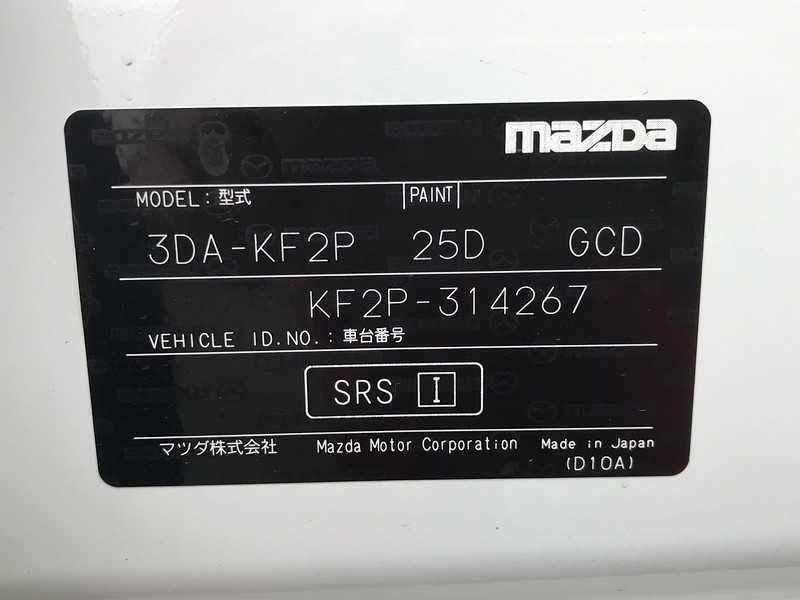 mazda
MODEL : 型式 PAINT
3DA-KF2P 25D GCD
KF2P-314267
VEHICLE ID.NO. : 車台番号
SRS I
マツダ株式会社 Mazda Motor Corporation Made in Japan
(D10A)